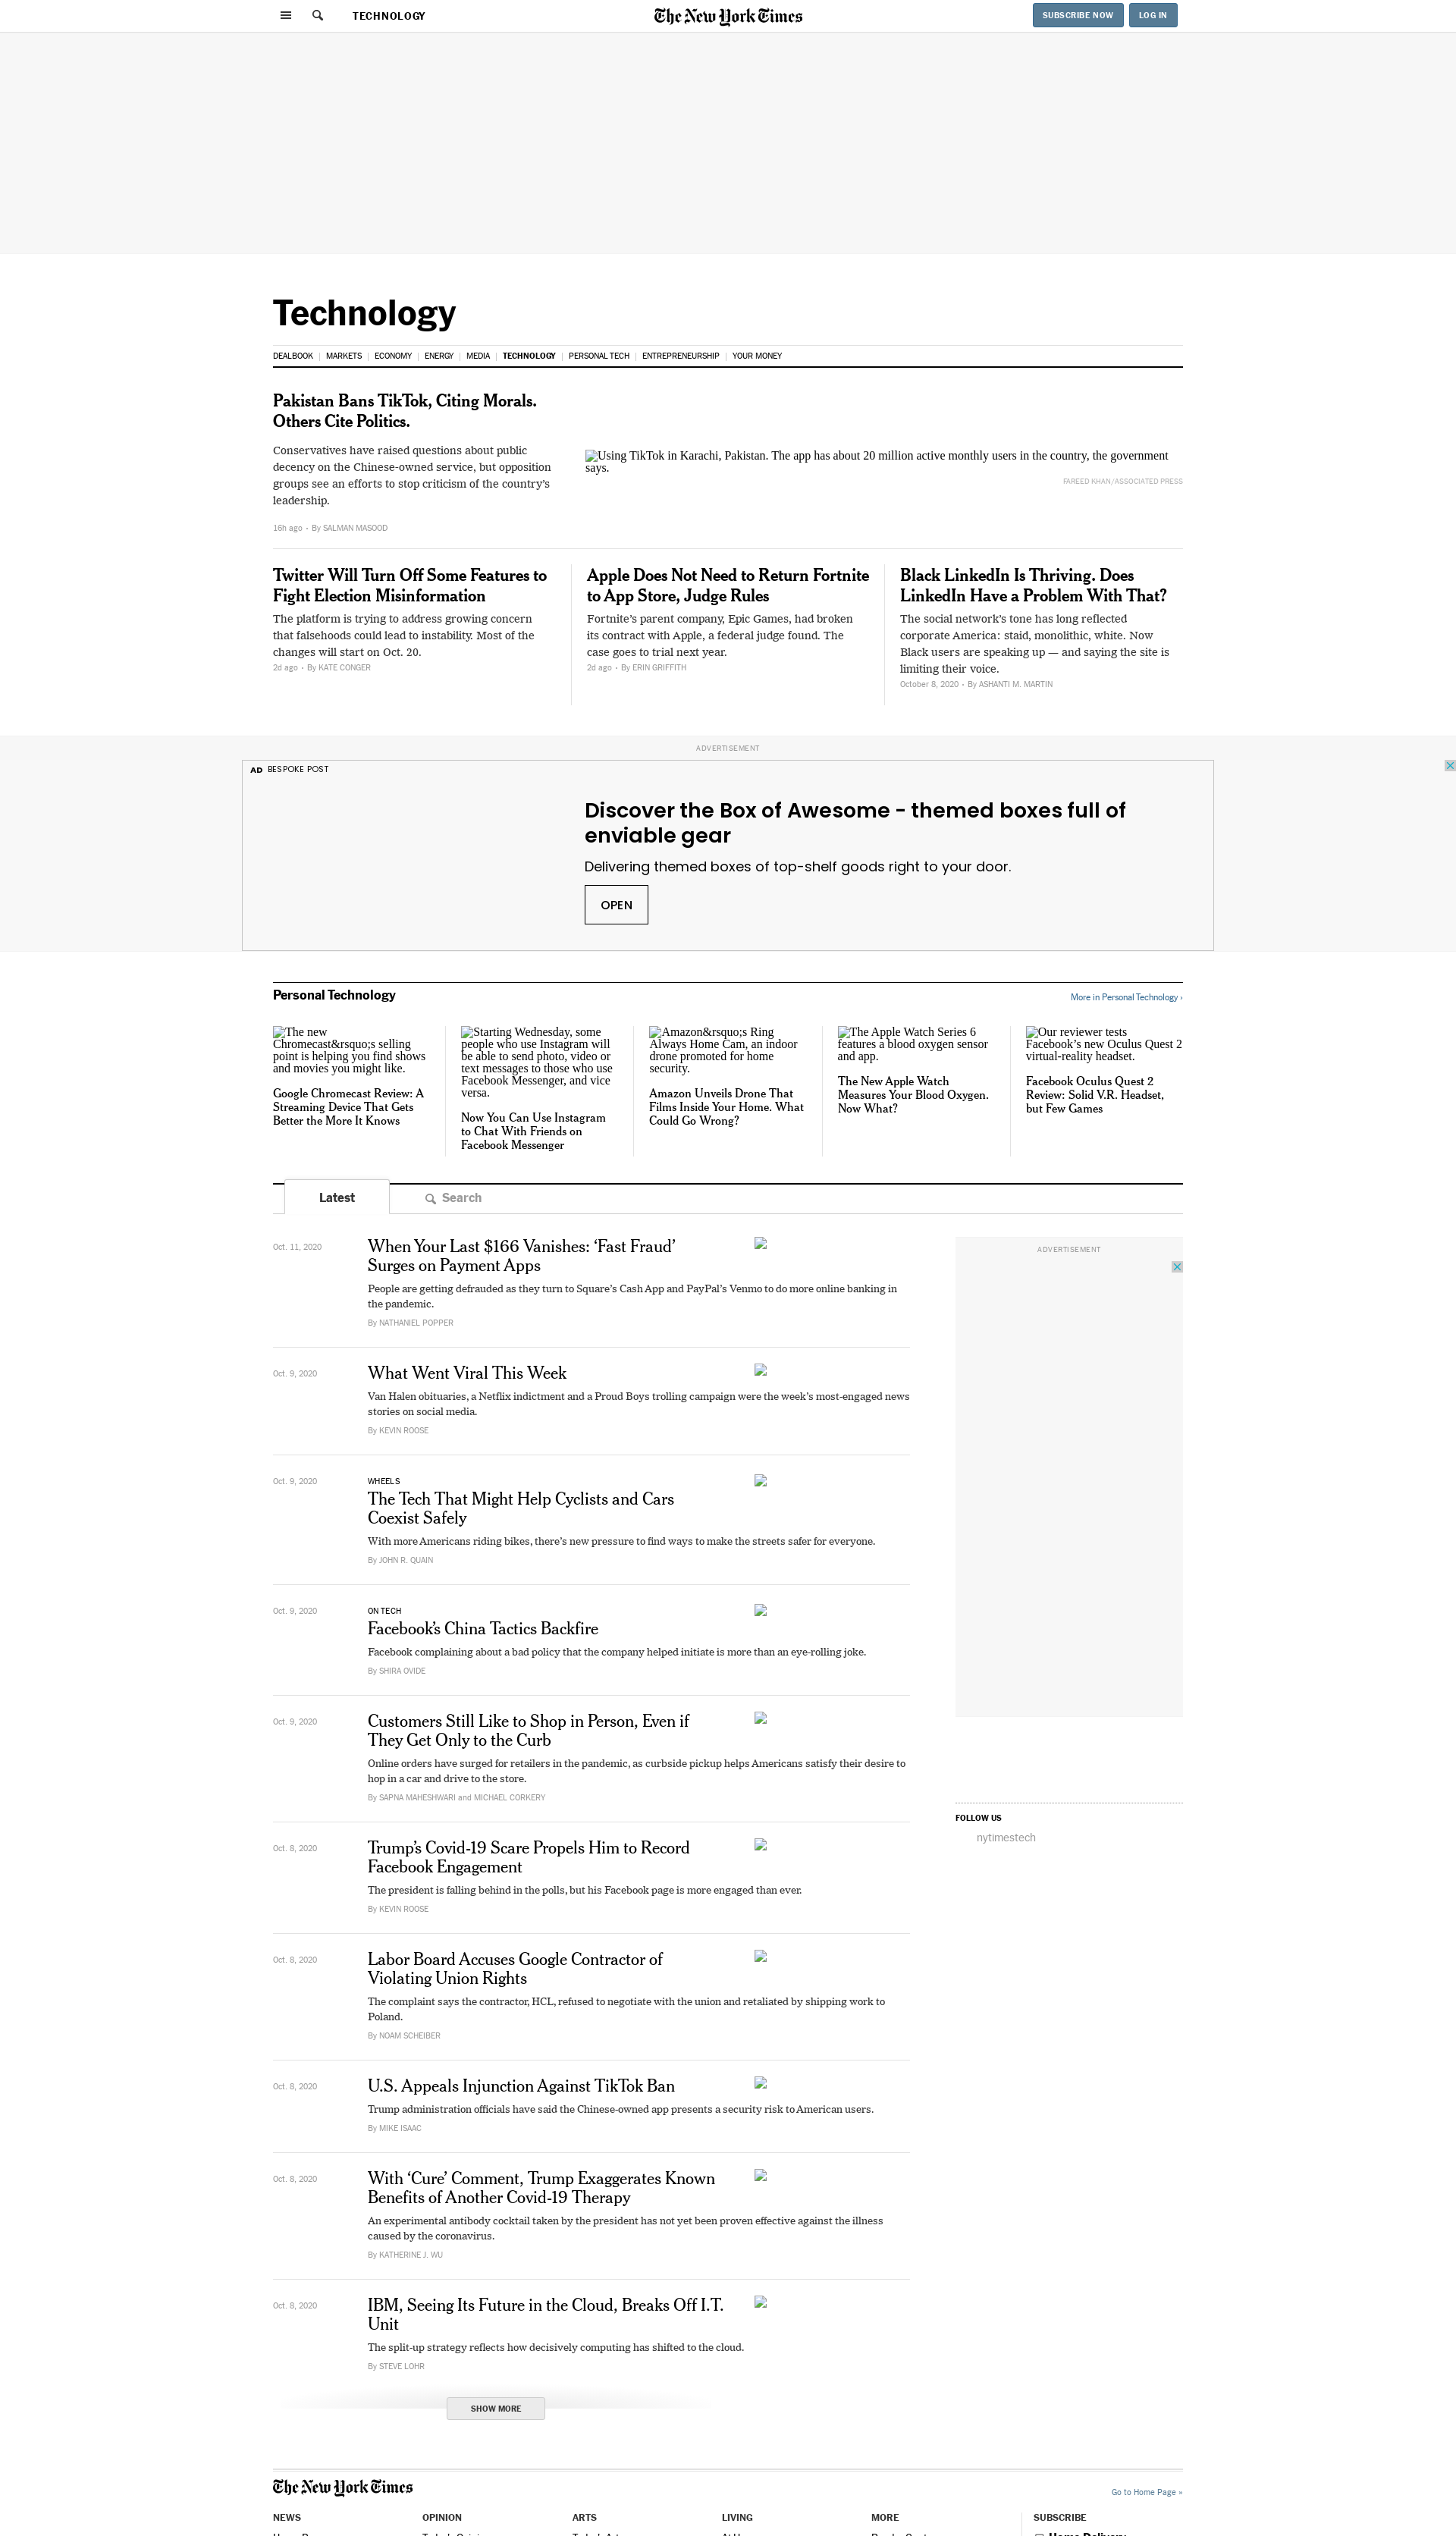 TECHNOLOGY
The New York Times
SUBSCRIBE NOW
LOG IN
Technology
DEALBOOK
MARKETS
ECONOMY
ENERGY
MEDIA
TECHNOLOGY
PERSONAL TECH
ENTREPRENEURSHIP
YOUR MONEY
Pakistan Bans TikTok, Citing Morals.
Others Cite Politics.
Conservatives have raised questions about public
decency on the Chinese-owned service, but opposition
groups see an efforts to stop criticism of the country’s
leadership.
16h ago • By SALMAN MASOOD
Using TikTok in Karachi, Pakistan. The app has about 20 million active monthly users in the country, the government
says.
FAREED KHAN/ASSOCIATED PRESS
Twitter Will Turn Off Some Features to
Fight Election Misinformation
The platform is trying to address growing concern
that falsehoods could lead to instability. Most of the
changes will start on Oct. 20.
2d ago • By KATE CONGER
Apple Does Not Need to Return Fortnite
to App Store, Judge Rules
Fortnite’s parent company, Epic Games, had broken
its contract with Apple, a federal judge found. The
case goes to trial next year.
2d ago • By ERIN GRIFFITH
Black LinkedIn Is Thriving. Does
LinkedIn Have a Problem With That?
The social network’s tone has long reflected
corporate America: staid, monolithic, white. Now
Black users are speaking up — and saying the site is
limiting their voice.
October 8, 2020 • By ASHANTI M. MARTIN
ADVERTISEMENT
AD BESPOKE POST
Discover the Box of Awesome - themed boxes full of
enviable gear
Delivering themed boxes of top-shelf goods right to your door.
OPEN
Personal Technology
More in Personal Technology ›
The new
Chromecast&rsquo;s selling
point is helping you find shows
and movies you might like.
Google Chromecast Review: A
Streaming Device That Gets
Better the More It Knows
Starting Wednesday, some
people who use Instagram will
be able to send photo, video or
text messages to those who use
Facebook Messenger, and vice
versa.
Now You Can Use Instagram
to Chat With Friends on
Facebook Messenger
Amazon&rsquo;s Ring
Always Home Cam, an indoor
drone promoted for home
security.
Amazon Unveils Drone That
Films Inside Your Home. What
Could Go Wrong?
The Apple Watch Series 6
features a blood oxygen sensor
and app.
The New Apple Watch
Measures Your Blood Oxygen.
Now What?
Our reviewer tests
Facebook’s new Oculus Quest 2
virtual-reality headset.
Facebook Oculus Quest 2
Review: Solid V.R. Headset,
but Few Games
Latest
Search
Oct. 11, 2020
When Your Last $166 Vanishes: ‘Fast Fraud’
Surges on Payment Apps
People are getting defrauded as they turn to Square’s Cash App and PayPal’s Venmo to do more online banking in
the pandemic.
By NATHANIEL POPPER
ADVERTISEMENT
Oct. 9, 2020
What Went Viral This Week
Van Halen obituaries, a Netflix indictment and a Proud Boys trolling campaign were the week’s most-engaged news
stories on social media.
By KEVIN ROOSE
Oct. 9, 2020
WHEELS
The Tech That Might Help Cyclists and Cars
Coexist Safely
With more Americans riding bikes, there’s new pressure to find ways to make the streets safer for everyone.
By JOHN R. QUAIN
Oct. 9, 2020
ON TECH
Facebook’s China Tactics Backfire
Facebook complaining about a bad policy that the company helped initiate is more than an eye-rolling joke.
By SHIRA OVIDE
Oct. 9, 2020
Customers Still Like to Shop in Person, Even if
They Get Only to the Curb
Online orders have surged for retailers in the pandemic, as curbside pickup helps Americans satisfy their desire to
hop in a car and drive to the store.
By SAPNA MAHESHWARI and MICHAEL CORKERY
FOLLOW US
nytimestech
Oct. 8, 2020
Trump’s Covid-19 Scare Propels Him to Record
Facebook Engagement
The president is falling behind in the polls, but his Facebook page is more engaged than ever.
By KEVIN ROOSE
Oct. 8, 2020
Labor Board Accuses Google Contractor of
Violating Union Rights
The complaint says the contractor, HCL, refused to negotiate with the union and retaliated by shipping work to
Poland.
By NOAM SCHEIBER
Oct. 8, 2020
U.S. Appeals Injunction Against TikTok Ban
Trump administration officials have said the Chinese-owned app presents a security risk to American users.
By MIKE ISAAC
Oct. 8, 2020
With ‘Cure’ Comment, Trump Exaggerates Known
Benefits of Another Covid-19 Therapy
An experimental antibody cocktail taken by the president has not yet been proven effective against the illness
caused by the coronavirus.
By KATHERINE J. WU
Oct. 8, 2020
IBM, Seeing Its Future in the Cloud, Breaks Off I.T.
Unit
The split-up strategy reflects how decisively computing has shifted to the cloud.
By STEVE LOHR
SHOW MORE
The New York Times
Go to Home Page »
NEWS
OPINION
ARTS
LIVING
MORE
SUBSCRIBE